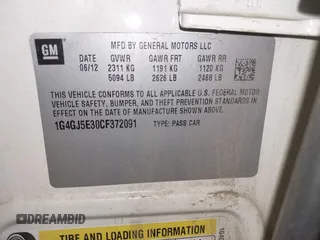 GM
MFD BY GENERAL MOTORS LLC
DATE GVWR GAWR FRT GAWR RR
06/12 2311 KG 1191 KG 1120 KG
5094 LB 2626 LB 2468 LB
THIS VEHICLE CONFORMS TO ALL APPLICABLE U.S. FEDERAL MOTOR
VEHICLE SAFETY, BUMPER, AND THEFT PREVENTION STANDARDS IN
EFFECT ON THE DATE OF MANUFACTURE SHOWN ABOVE.
1G4GJ5E30CF372091 TYPE: PASS CAR
TIRE AND LOADING INFORMATION
DREAMBID